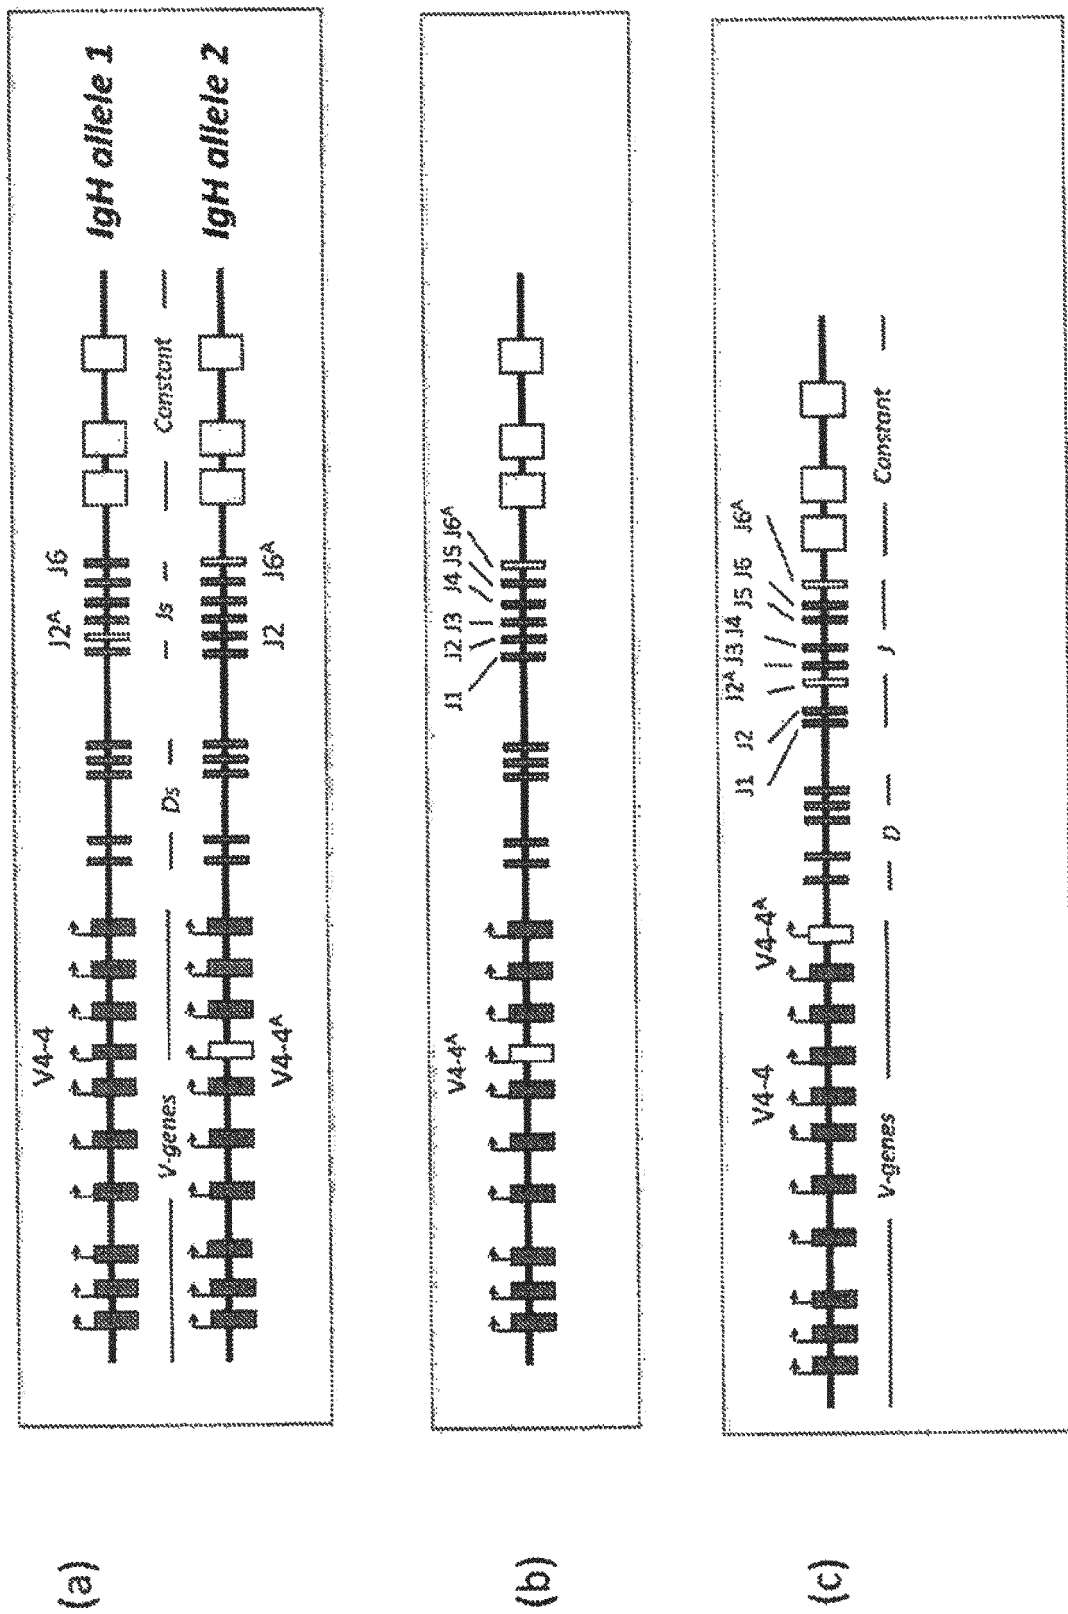 (a)
V4-4 J2ᴬ J6 IgH allele 1
V-genes Ds Js Constant
V4-4ᴬ J2 J6ᴬ IgH allele 2
(b)
V4-4ᴬ J1 J2 J3 J4 J5 J6ᴬ
(c)
V4-4 V4-4ᴬ J1 J2 J2ᴬ J3 J4 J5 J6 J6ᴬ
V-genes D J Constant